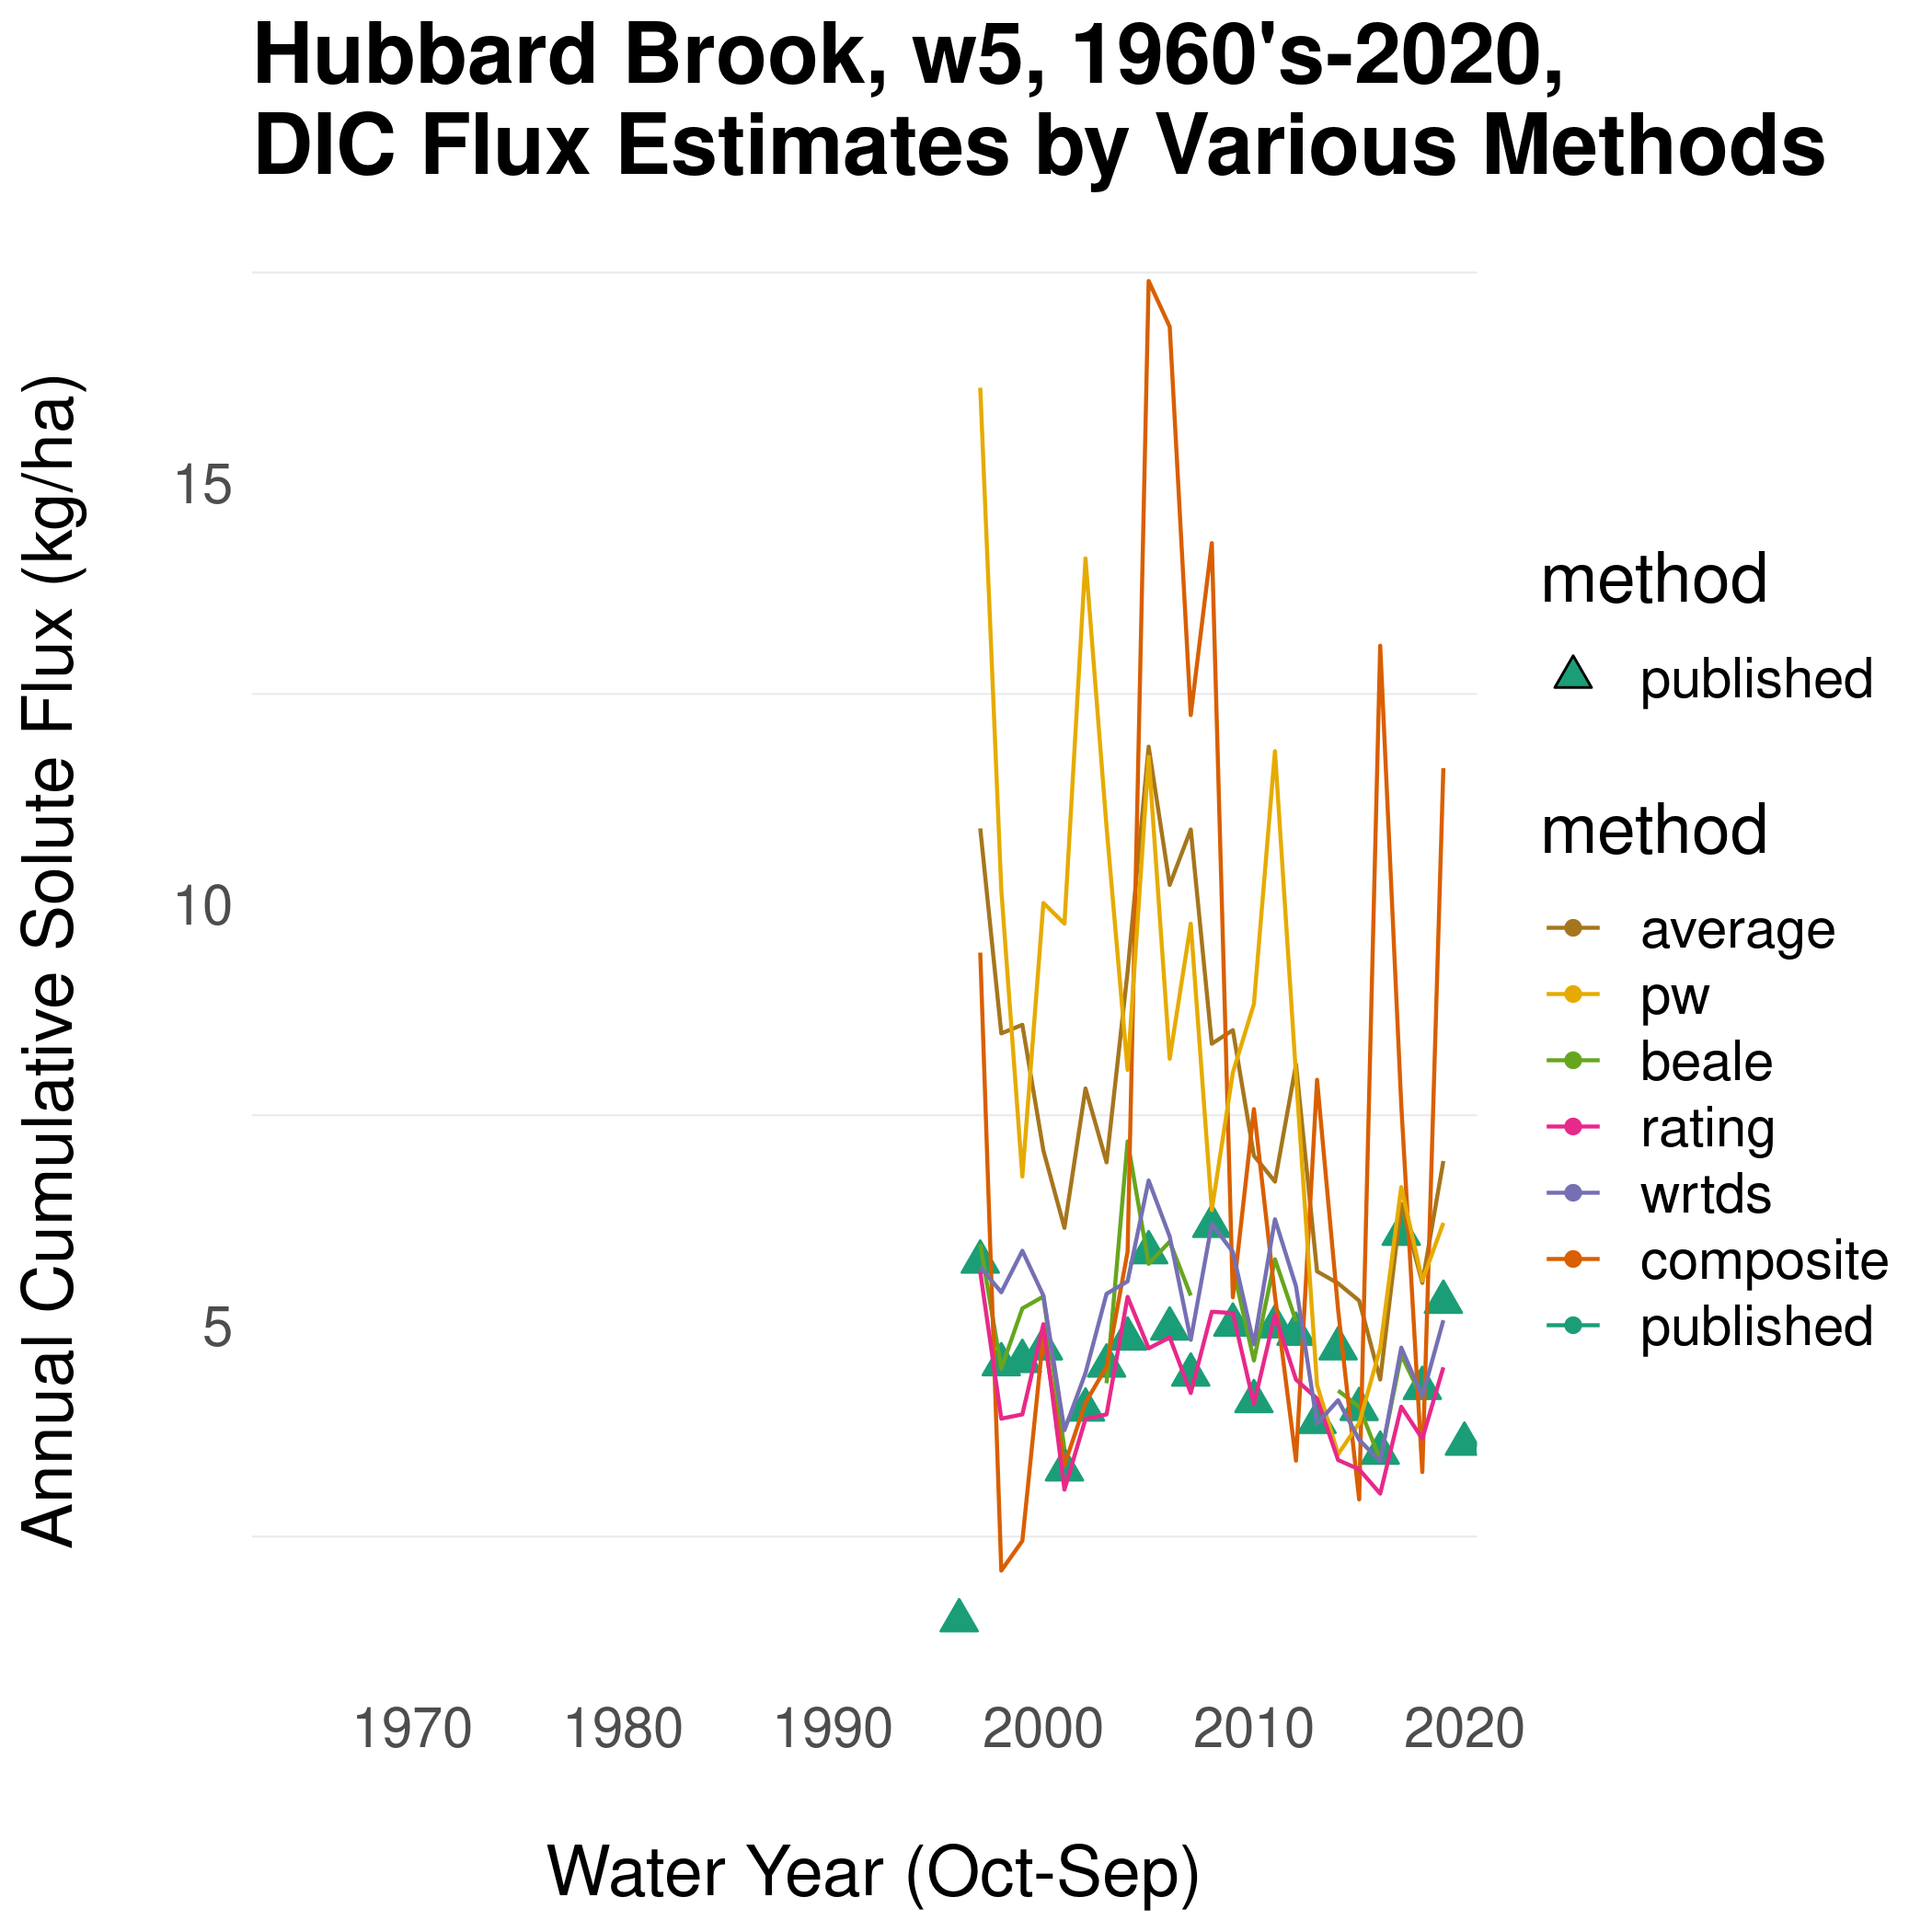 Hubbard Brook, w5, 1960's-2020,
DIC Flux Estimates by Various Methods
Annual Cumulative Solute Flux (kg/ha)
15
10
5
1970
1980
1990
2000
2010
2020
Water Year (Oct-Sep)
method
published
method
average
pw
beale
rating
wrtds
composite
published